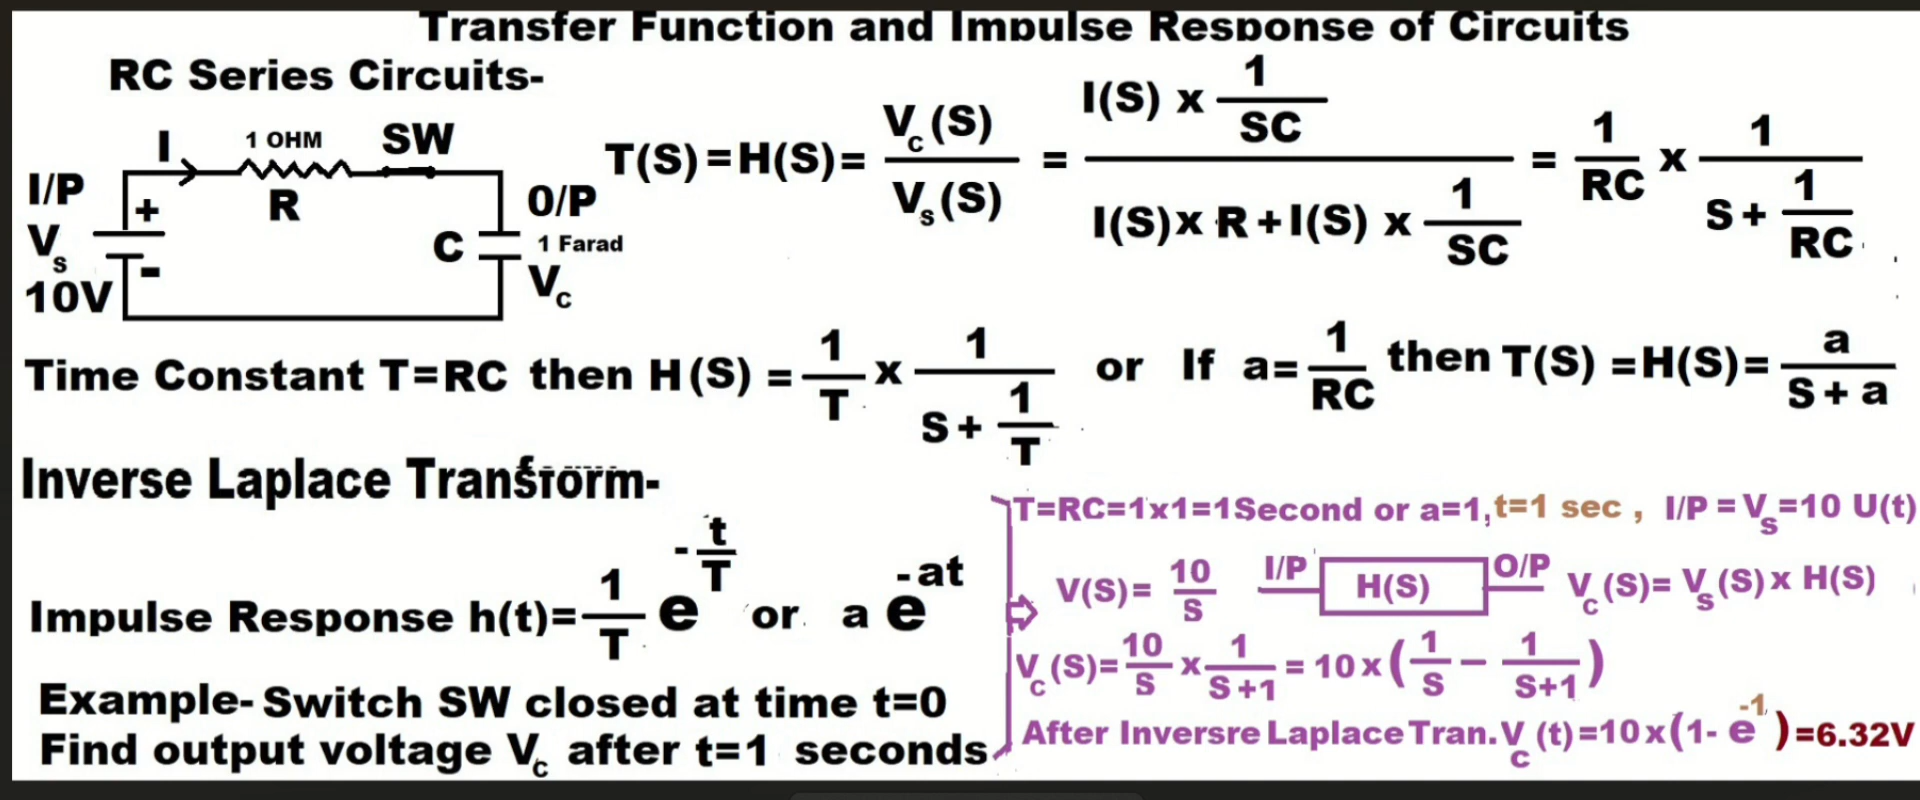 Transfer Function and Impulse Response of Circuits
RC Series Circuits-
I 1 OHM SW
R
I/P
V_s
10V
+
-
C
O/P
1 Farad
V_c
T(S)=H(S)= V_c(S) / V_s(S) = (I(S) x 1/SC) / (I(S)x R+I(S) x 1/SC) = 1/RC x 1/(S+ 1/RC)
Time Constant T=RC then H(S) = 1/T x 1/(S+ 1/T) or If a= 1/RC then T(S) =H(S)= a/(S+a)
Inverse Laplace Transform-
Impulse Response h(t)= 1/T e^(-t/T) or a e^(-at)
Example- Switch SW closed at time t=0
Find output voltage V_c after t=1 seconds
T=RC=1x1=1Second or a=1,t=1 sec , I/P =V_s=10 U(t)
V(S)= 10/S I/P H(S) O/P V_c(S)= V_s(S)x H(S)
V_c(S)= 10/S x 1/(S+1) = 10x(1/S - 1/(S+1))
After Inversre Laplace Tran.V_c(t)=10x(1- e^-1)=6.32V